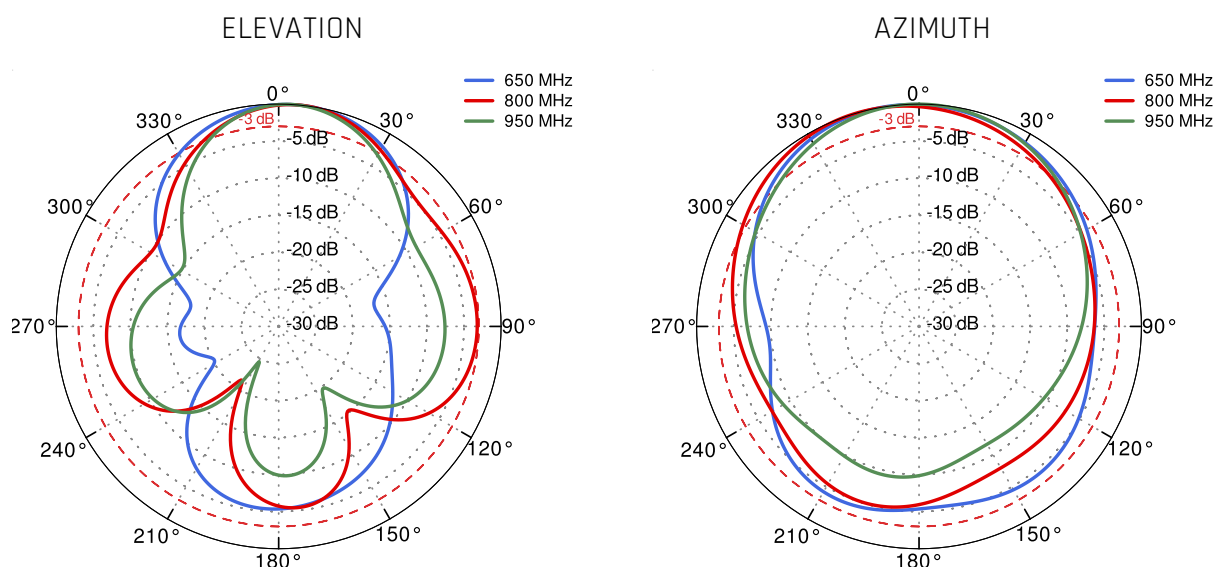 ELEVATION
650 MHz
800 MHz
950 MHz
0°
330°
30°
-3 dB
-5 dB
-10 dB
300°
60°
-15 dB
-20 dB
-25 dB
270°
-30 dB
90°
240°
120°
210°
150°
180°
AZIMUTH
650 MHz
800 MHz
950 MHz
0°
330°
30°
-3 dB
-5 dB
-10 dB
300°
60°
-15 dB
-20 dB
-25 dB
270°
-30 dB
90°
240°
120°
210°
150°
180°